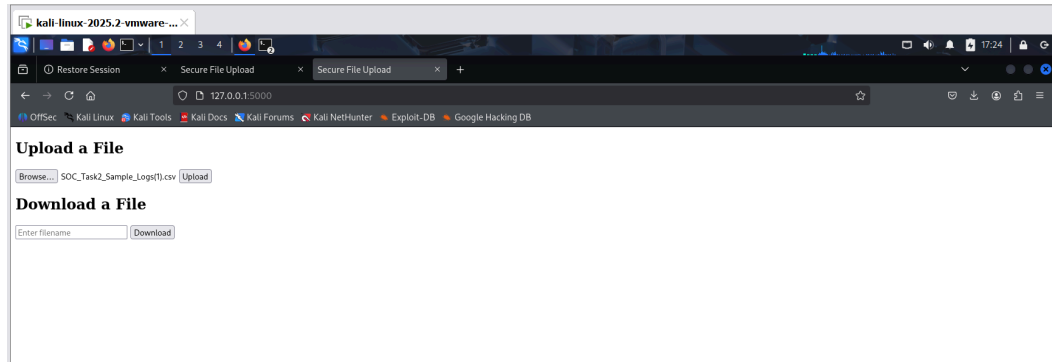 kali-linux-2025.2-vmware-...
1 2 3 4 2 17:24
Restore Session Secure File Upload Secure File Upload
127.0.0.1:5000
OffSec Kali Linux Kali Tools Kali Docs Kali Forums Kali NetHunter Exploit-DB Google Hacking DB
Upload a File
Browse... SOC_Task2_Sample_Logs(1).csv Upload
Download a File
Enter filename Download